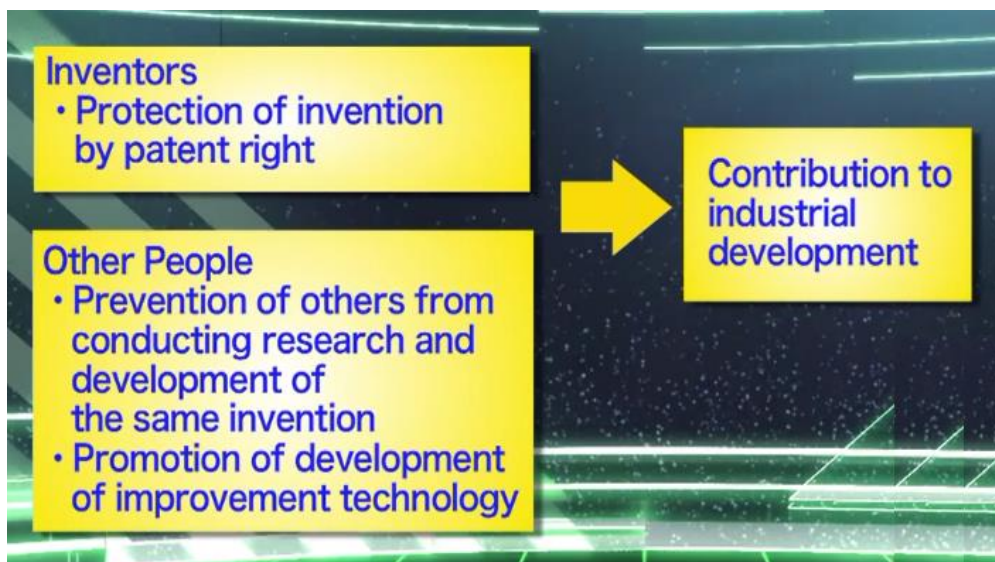 Inventors
・Protection of invention
by patent right
Other People
・Prevention of others from
conducting research and
development of
the same invention
・Promotion of development
of improvement technology
Contribution to
industrial
development